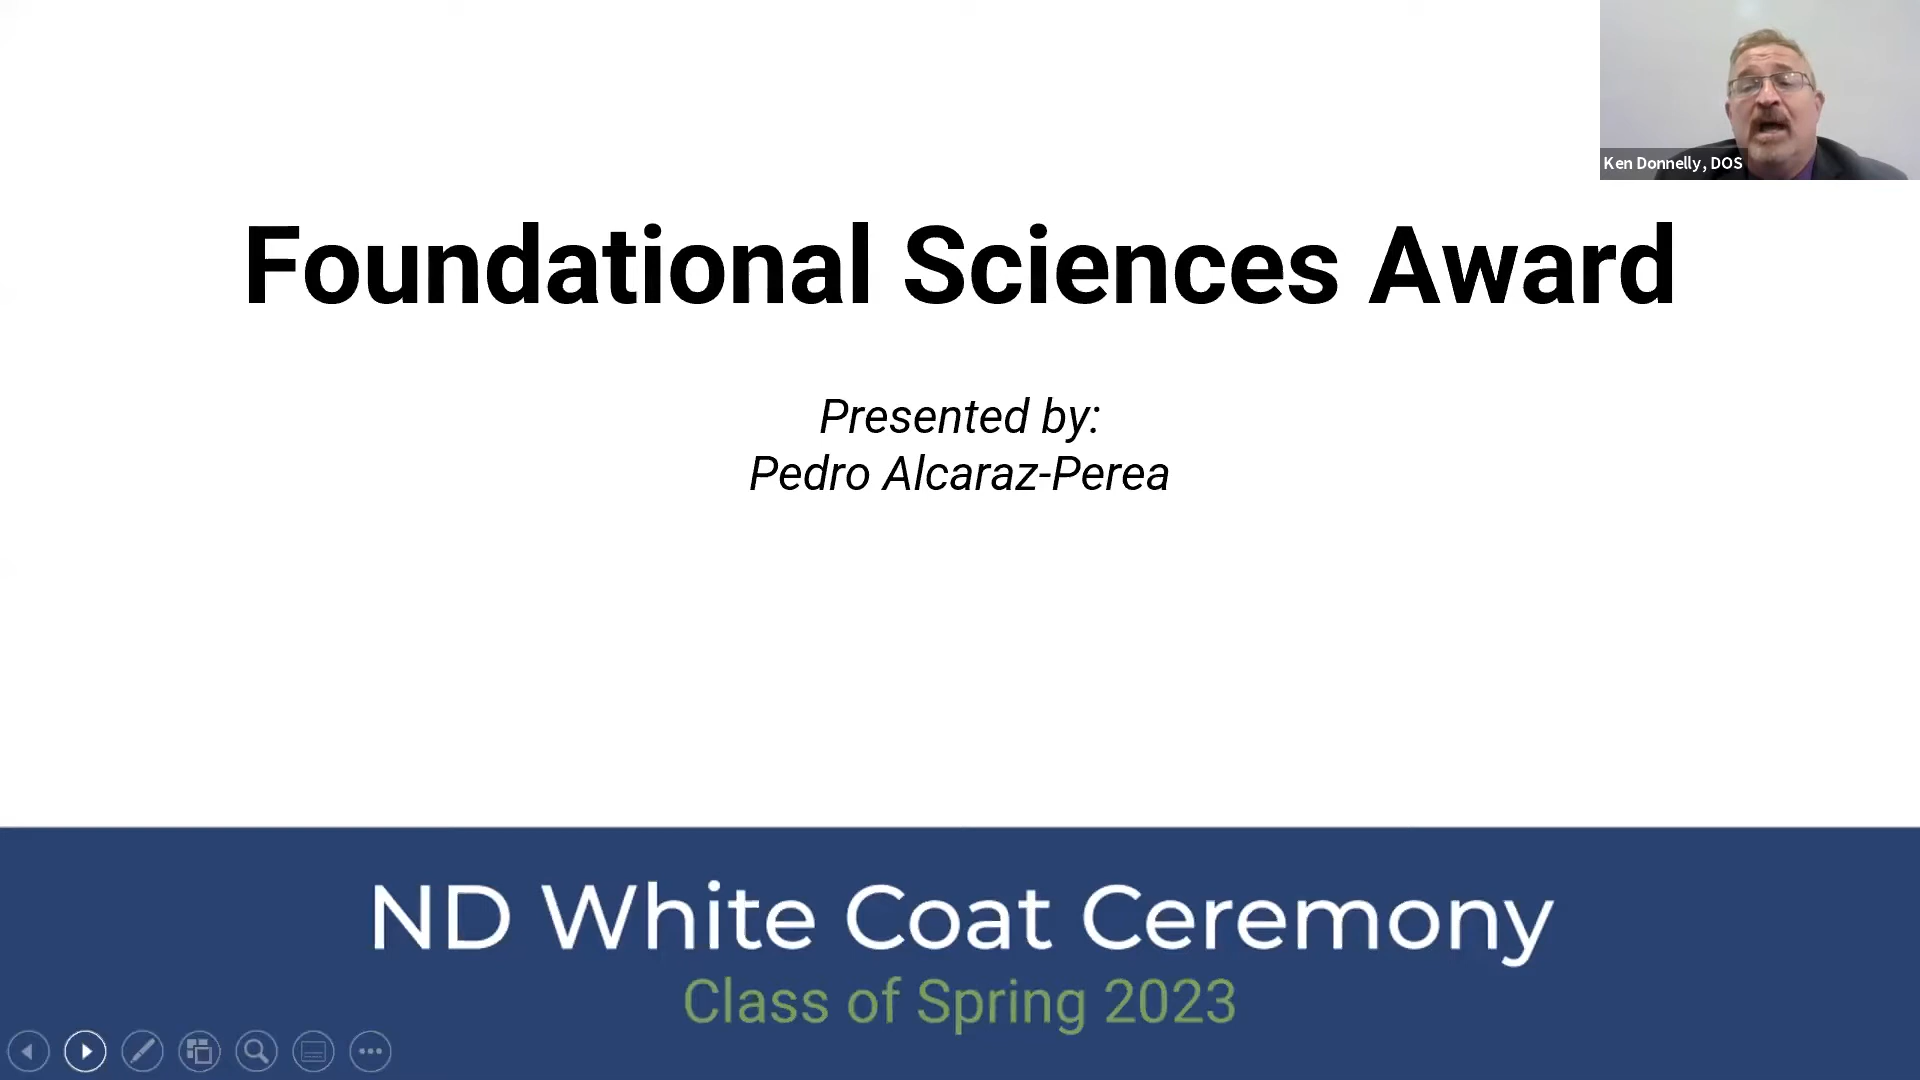 Ken Donnelly, DOS
Foundational Sciences Award
Presented by:
Pedro Alcaraz-Perea
ND White Coat Ceremony
Class of Spring 2023